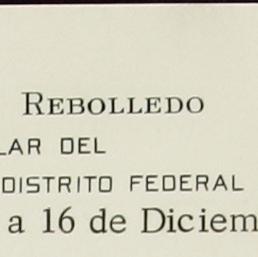 REBOLLEDO
LAR DEL
DISTRITO FEDERAL
a 16 de Diciem